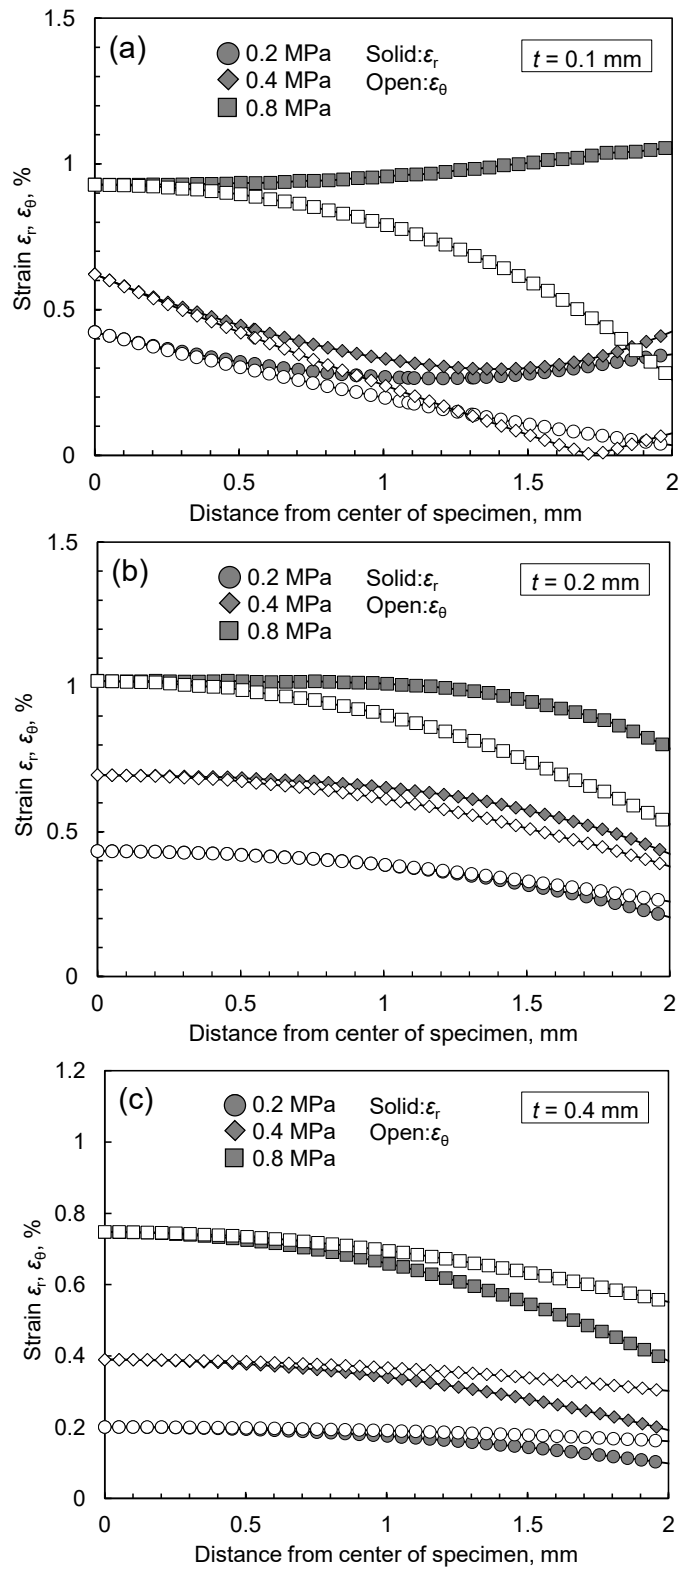 (a)
0.2 MPa Solid:εr
0.4 MPa Open:εθ
0.8 MPa
t = 0.1 mm
1.5
1
0.5
0
Strain εr, εθ, %
0 0.5 1 1.5 2
Distance from center of specimen, mm
(b)
0.2 MPa Solid:εr
0.4 MPa Open:εθ
0.8 MPa
t = 0.2 mm
1.5
1
0.5
0
Strain εr, εθ, %
0 0.5 1 1.5 2
Distance from center of specimen, mm
(c)
0.2 MPa Solid:εr
0.4 MPa Open:εθ
0.8 MPa
t = 0.4 mm
1.2
1
0.8
0.6
0.4
0.2
0
Strain εr, εθ, %
0 0.5 1 1.5 2
Distance from center of specimen, mm